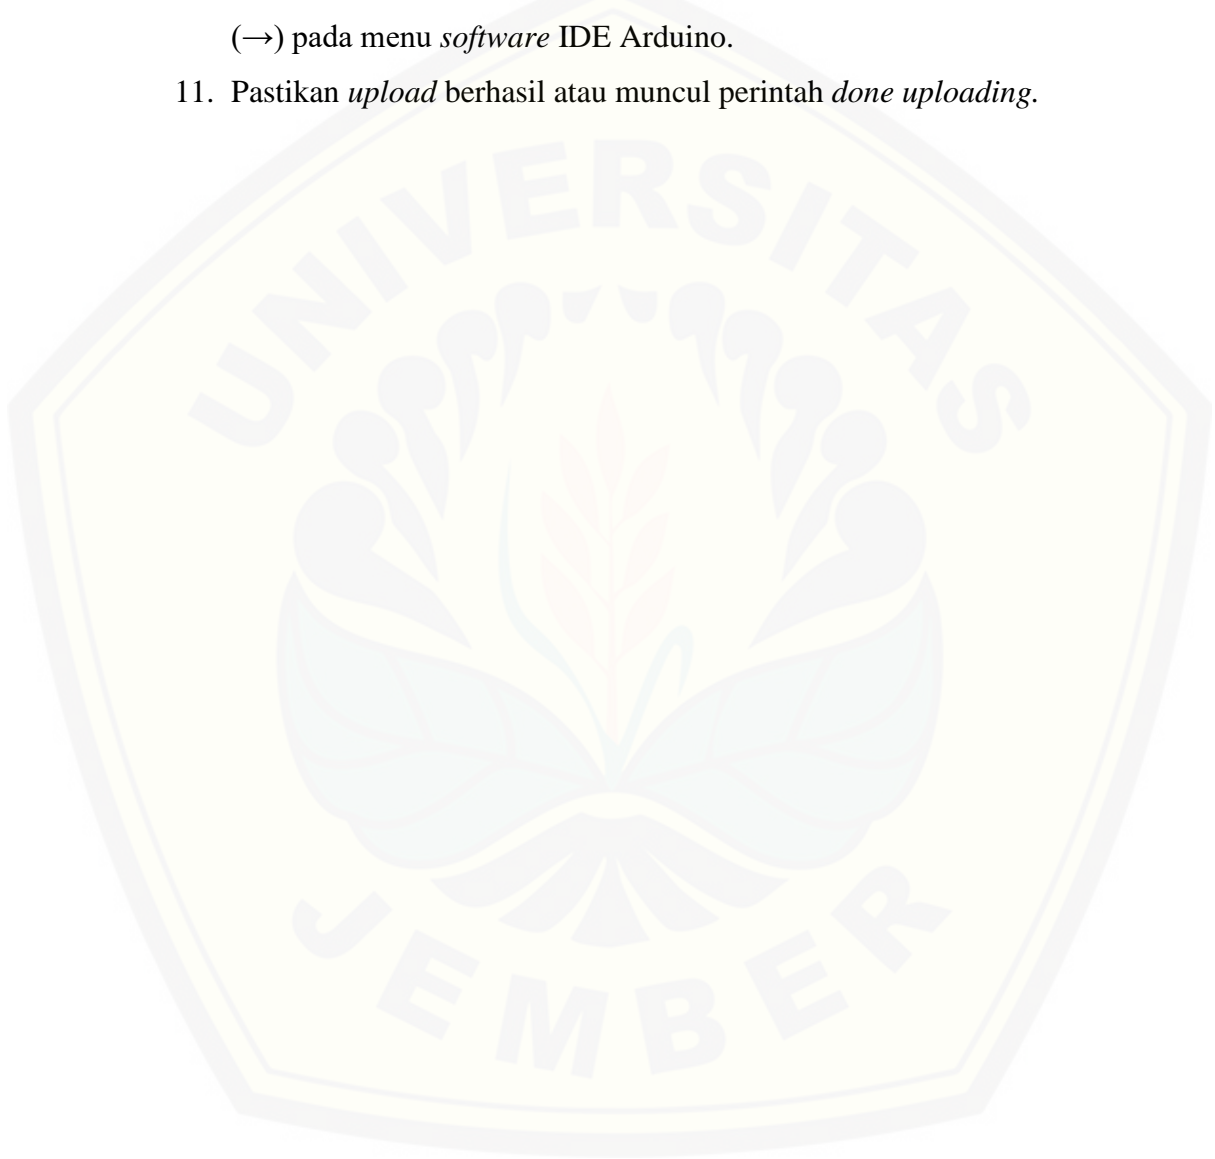 (→) pada menu software IDE Arduino.
11. Pastikan upload berhasil atau muncul perintah done uploading.
UNIVERSITAS
JEMBER